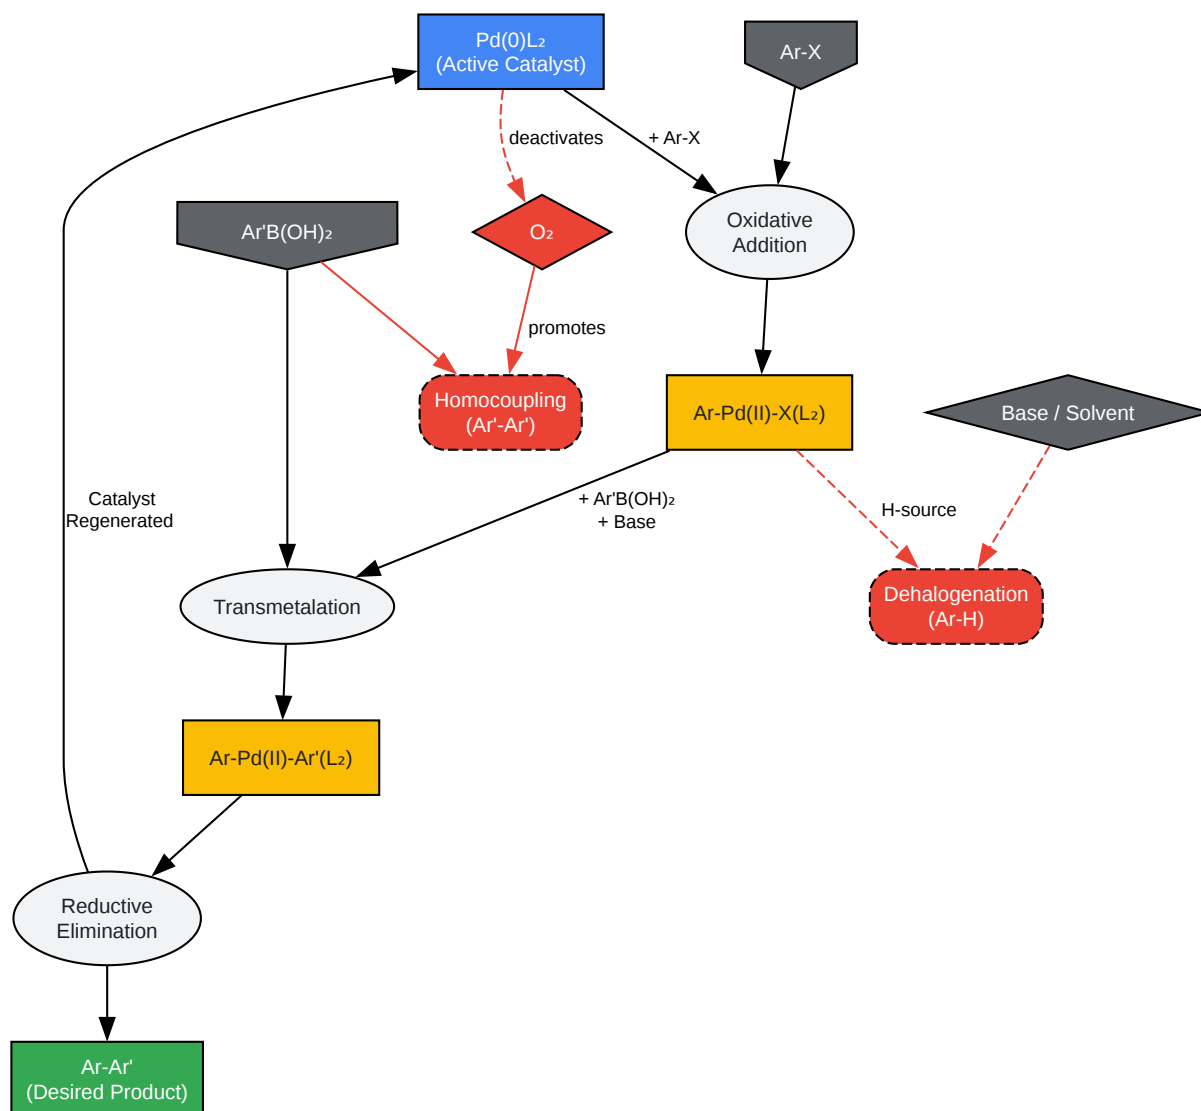 Pd(0)L₂
(Active Catalyst)
Ar-X
deactivates
+ Ar-X
Ar'B(OH)₂
O₂
Oxidative
Addition
promotes
Homocoupling
(Ar'-Ar')
Ar-Pd(II)-X(L₂)
Base / Solvent
Catalyst
Regenerated
+ Ar'B(OH)₂
+ Base
H-source
Transmetalation
Dehalogenation
(Ar-H)
Ar-Pd(II)-Ar'(L₂)
Reductive
Elimination
Ar-Ar'
(Desired Product)